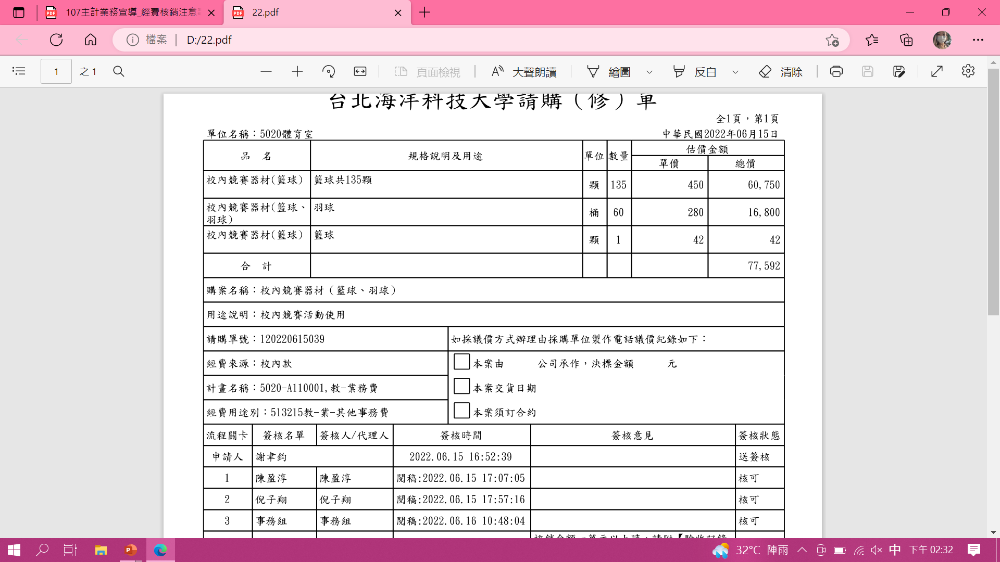 107主計業務宣導_經費核銷注意
22.pdf
檔案
D:/22.pdf
1
之 1
頁面檢視
大聲朗讀
繪圖
反白
清除
台北海洋科技大學請購（修）單
全1頁，第1頁
單位名稱：5020體育室
中華民國2022年06月15日
品 名 規格說明及用途 單位 數量 估價金額
單價 總價
校內競賽器材(籃球) 籃球共135顆 顆 135 450 60,750
校內競賽器材(籃球、 羽球 桶 60 280 16,800
羽球)
校內競賽器材(籃球) 籃球 顆 1 42 42
合 計 77,592
購案名稱：校內競賽器材（籃球、羽球）
用途說明：校內競賽活動使用
請購單號：120220615039 如採議價方式辦理由採購單位製作電話議價紀錄如下：
經費來源：校內款 本案由 公司承作，決標金額 元
計畫名稱：5020-A110001,教-業務費 本案交貨日期
經費用途別：513215教-業-其他事務費 本案須訂合約
流程關卡 簽核名單 簽核人/代理人 簽核時間 簽核意見 簽核狀態
申請人 謝聿鈞 2022.06.15 16:52:39 送簽核
1 陳盈淳 陳盈淳 閱稿:2022.06.15 17:07:05 核可
2 倪子翔 倪子翔 閱稿:2022.06.15 17:57:16 核可
3 事務組 事務組 閱稿:2022.06.16 10:48:04 核可
32°C 陣雨
中
下午 02:32